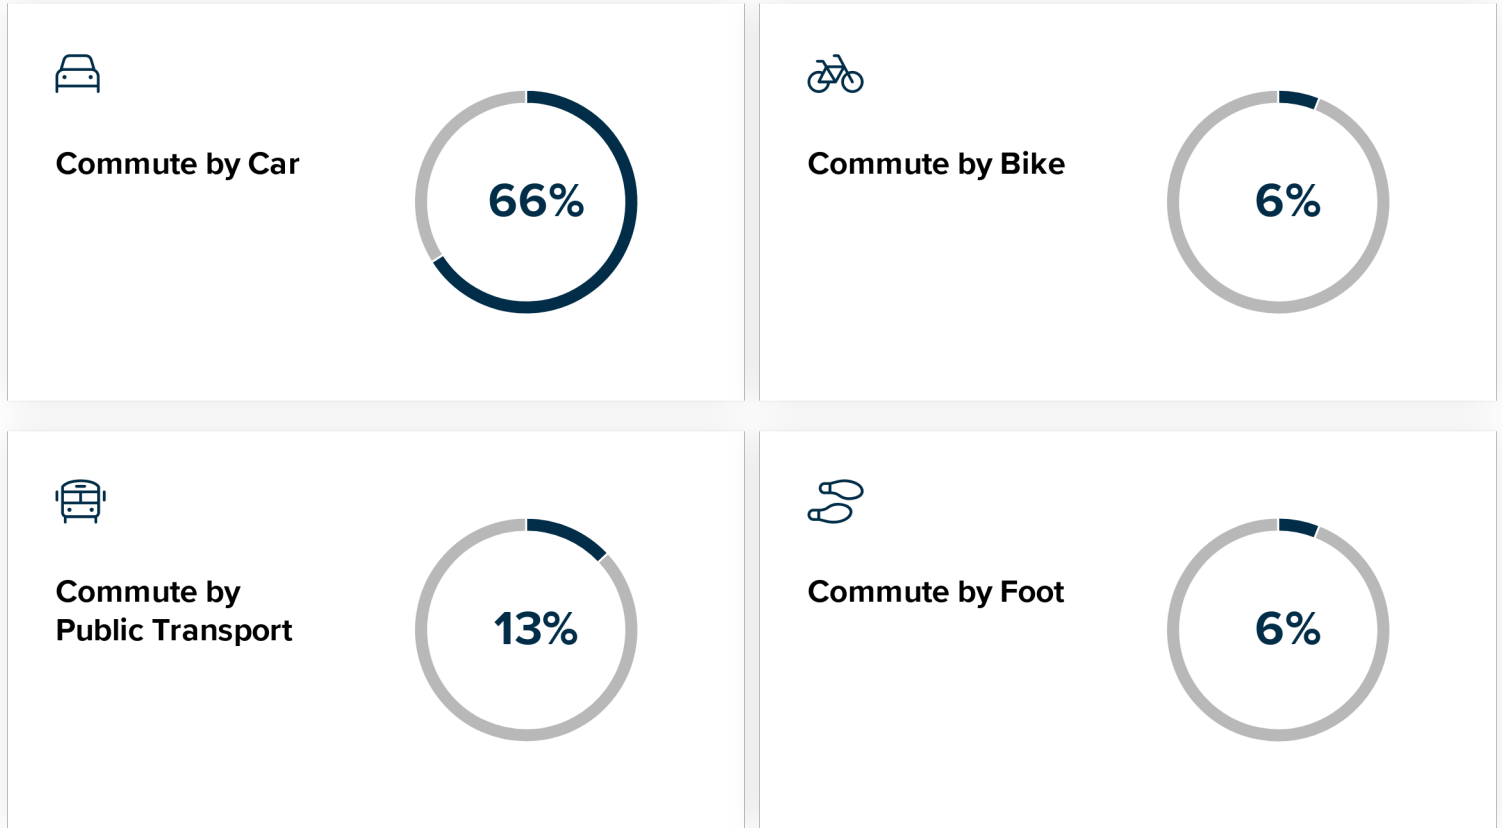 Commute by Car
66%
Commute by Bike
6%
Commute by
Public Transport
13%
Commute by Foot
6%